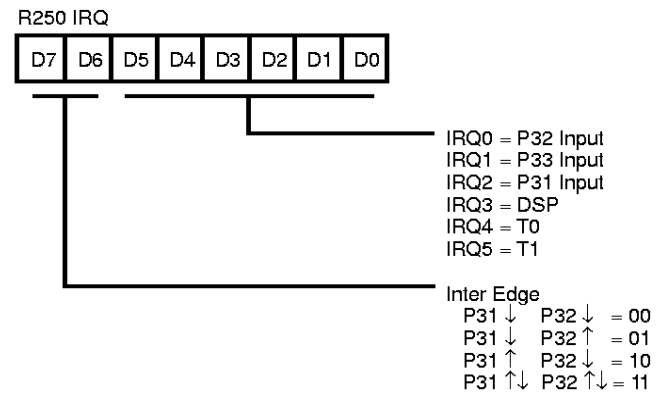 R250 IRQ
D7 D6 D5 D4 D3 D2 D1 D0
IRQ0 = P32 Input
IRQ1 = P33 Input
IRQ2 = P31 Input
IRQ3 = DSP
IRQ4 = T0
IRQ5 = T1
Inter Edge
P31 ↓ P32 ↓ = 00
P31 ↓ P32 ↑ = 01
P31 ↑ P32 ↓ = 10
P31 ↑↓ P32 ↑↓ = 11